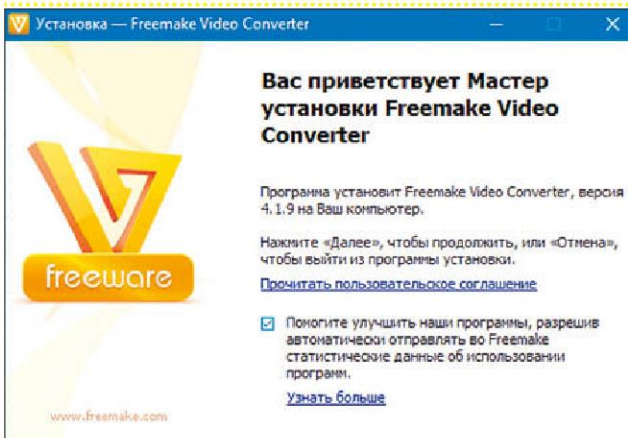 Установка — Freemake Video Converter
Вас приветствует Мастер
установки Freemake Video
Converter
Программа установит Freemake Video Converter, версия
4.1.9 на Ваш компьютер.
Нажмите «Далее», чтобы продолжить, или «Отмена»,
чтобы выйти из программы установки.
Прочитать пользовательское соглашение
Помогите улучшить наши программы, разрешив
автоматически отправлять во Freemake
статистические данные об использовании
программ.
Узнать больше
freeware
www.freemake.com